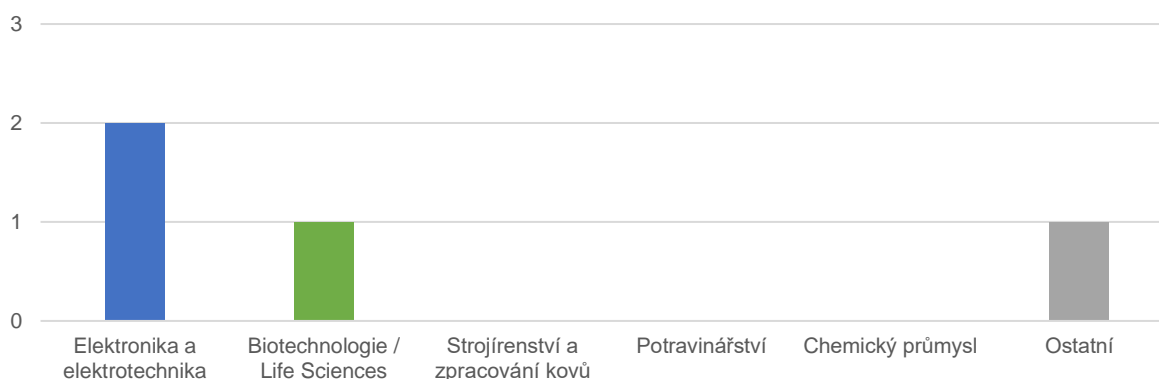 3
2
1
0
Elektronika a
elektrotechnika
Biotechnologie /
Life Sciences
Strojírenství a
zpracování kovů
Potravinářství
Chemický průmysl
Ostatní